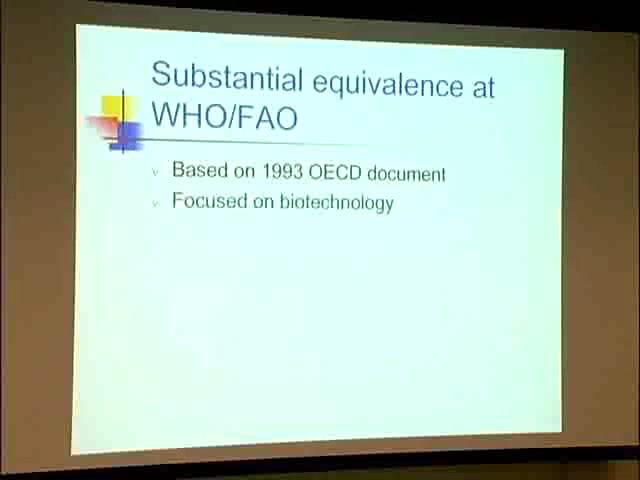 Substantial equivalence at
WHO/FAO
Based on 1993 OECD document
Focused on biotechnology